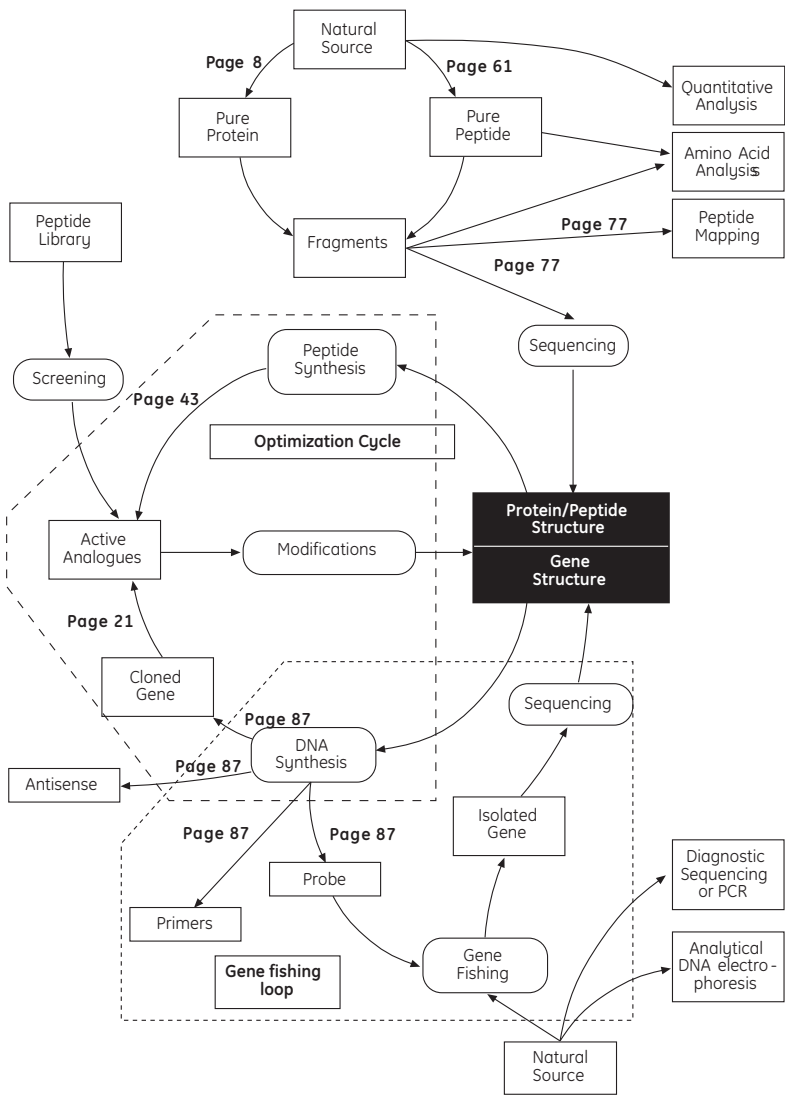 Natural
Source
Page 8
Page 61
Quantitative
Analysis
Pure
Protein
Pure
Peptide
Amino Acid
Analysis
Peptide
Library
Fragments
Page 77
Peptide
Mapping
Page 77
Sequencing
Peptide
Synthesis
Screening
Page 43
Optimization Cycle
Protein/Peptide
Structure
Active
Analogues
Modifications
Gene
Structure
Page 21
Cloned
Gene
Sequencing
Page 87
DNA
Synthesis
Page 87
Antisense
Isolated
Gene
Page 87
Page 87
Diagnostic
Sequencing
or PCR
Probe
Primers
Gene
Fishing
Analytical
DNA electro-
phoresis
Gene fishing
loop
Natural
Source